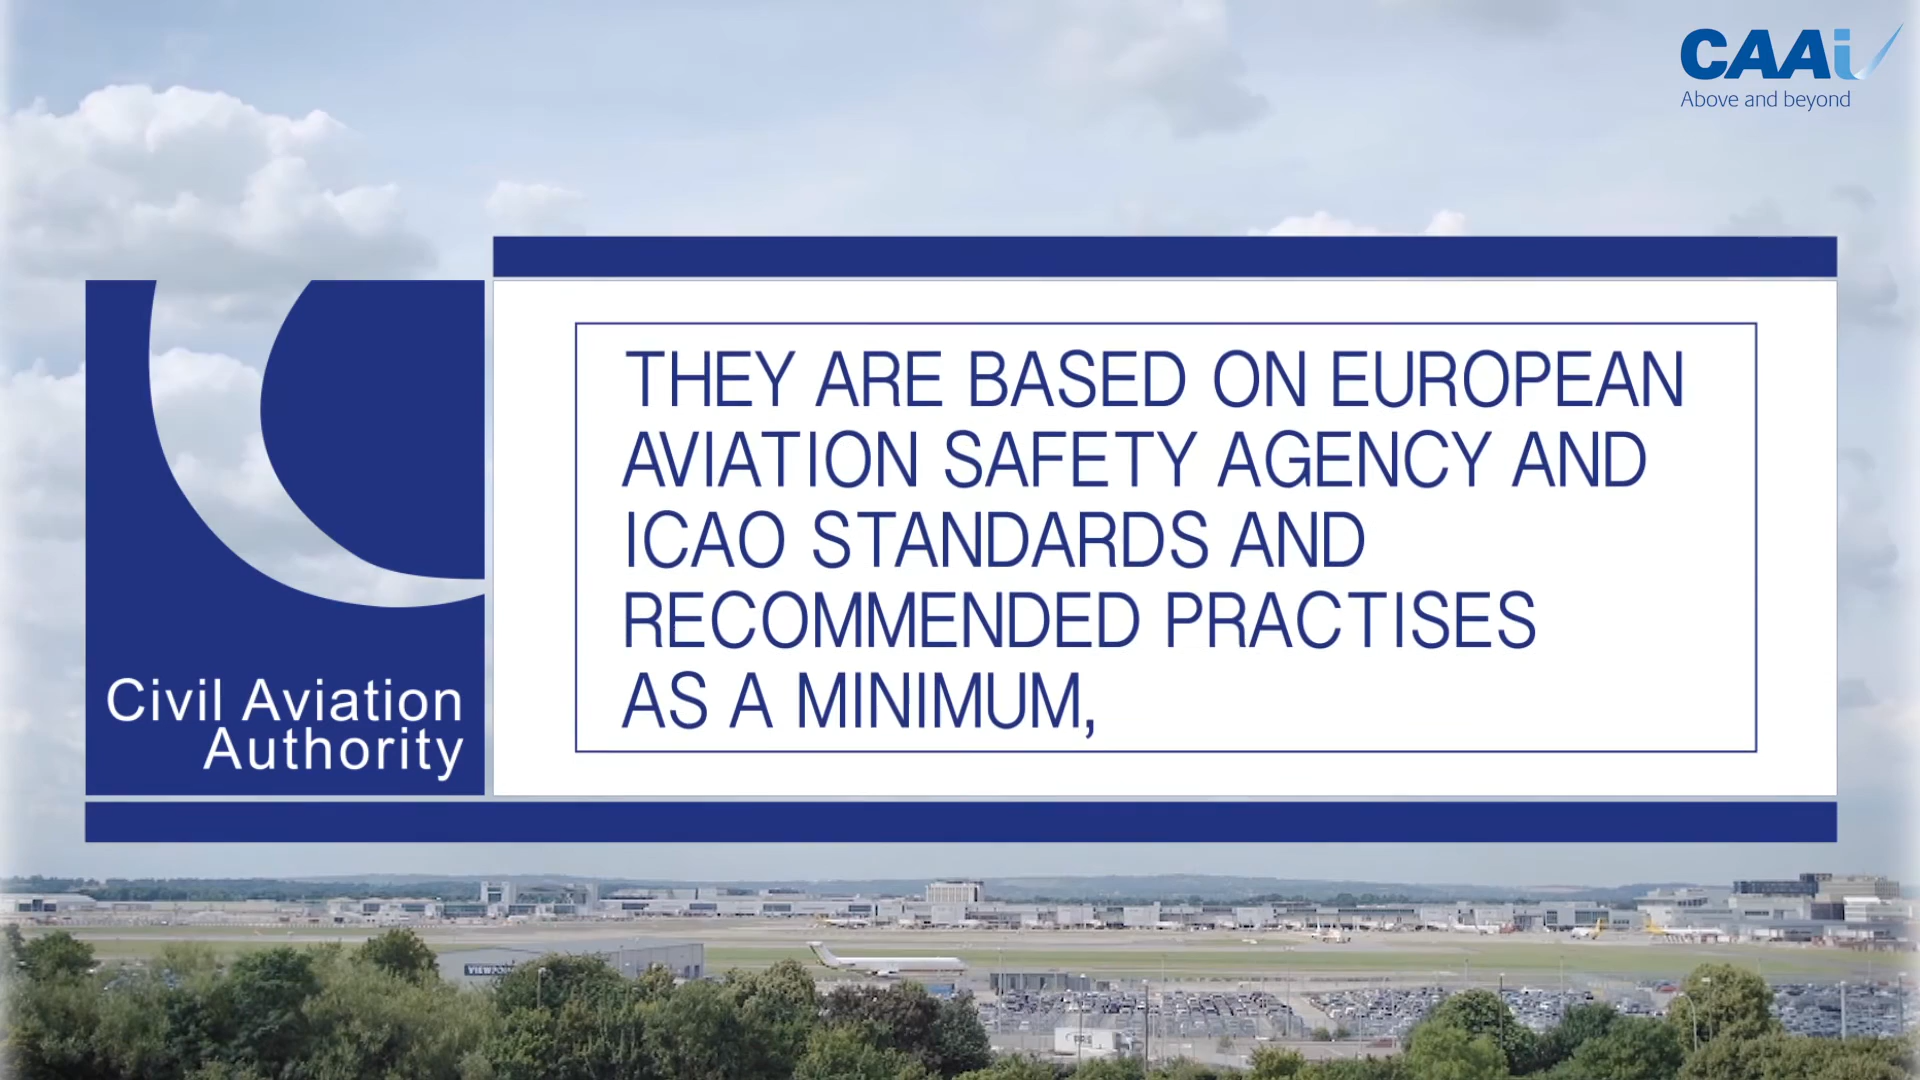 CAAi
Above and beyond
THEY ARE BASED ON EUROPEAN
AVIATION SAFETY AGENCY AND
ICAO STANDARDS AND
RECOMMENDED PRACTISES
AS A MINIMUM,
Civil Aviation
Authority